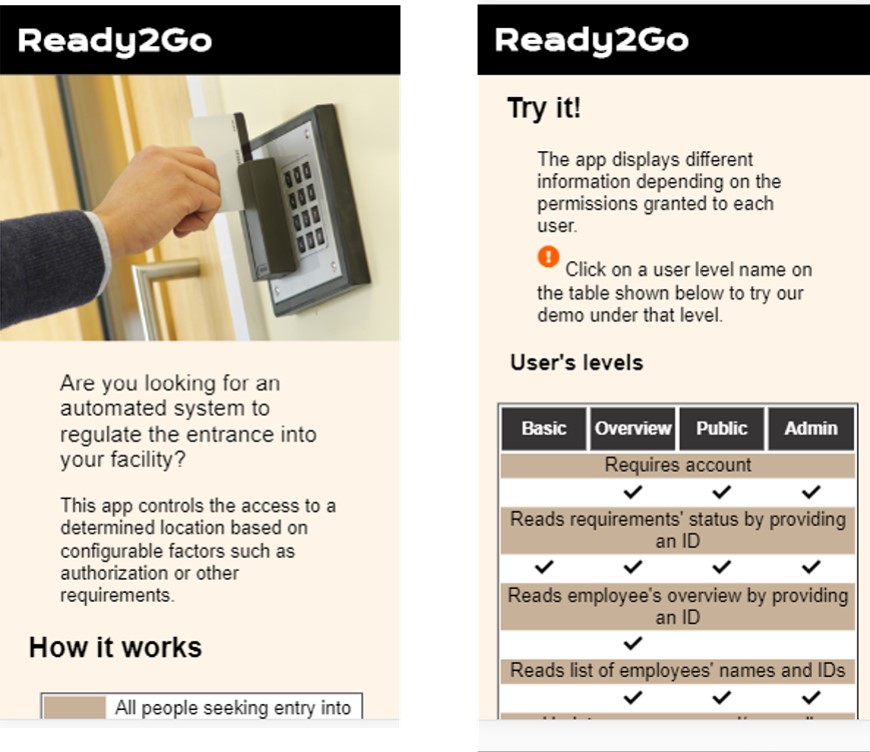 Ready2Go
Are you looking for an
automated system to
regulate the entrance into
your facility?
This app controls the access to a
determined location based on
configurable factors such as
authorization or other
requirements.
How it works
All people seeking entry into
Ready2Go
Try it!
The app displays different
information depending on the
permissions granted to each
user.
Click on a user level name on
the table shown below to try our
demo under that level.
User's levels
Basic Overview Public Admin
Requires account
Reads requirements' status by providing
an ID
Reads employee's overview by providing
an ID
Reads list of employees' names and IDs